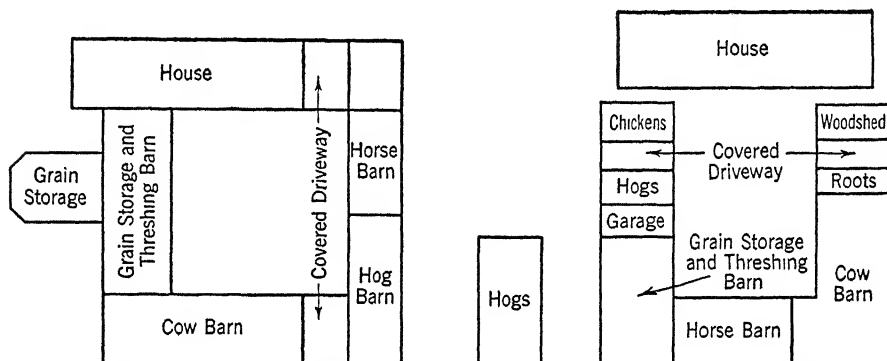 House
Grain
Storage
Grain Storage and
Threshing Barn
Covered Driveway
Horse
Barn
Hog
Barn
Cow Barn
House
Chickens
Woodshed
Covered
Driveway
Hogs
Roots
Garage
Grain Storage
and Threshing
Barn
Cow
Barn
Hogs
Horse Barn